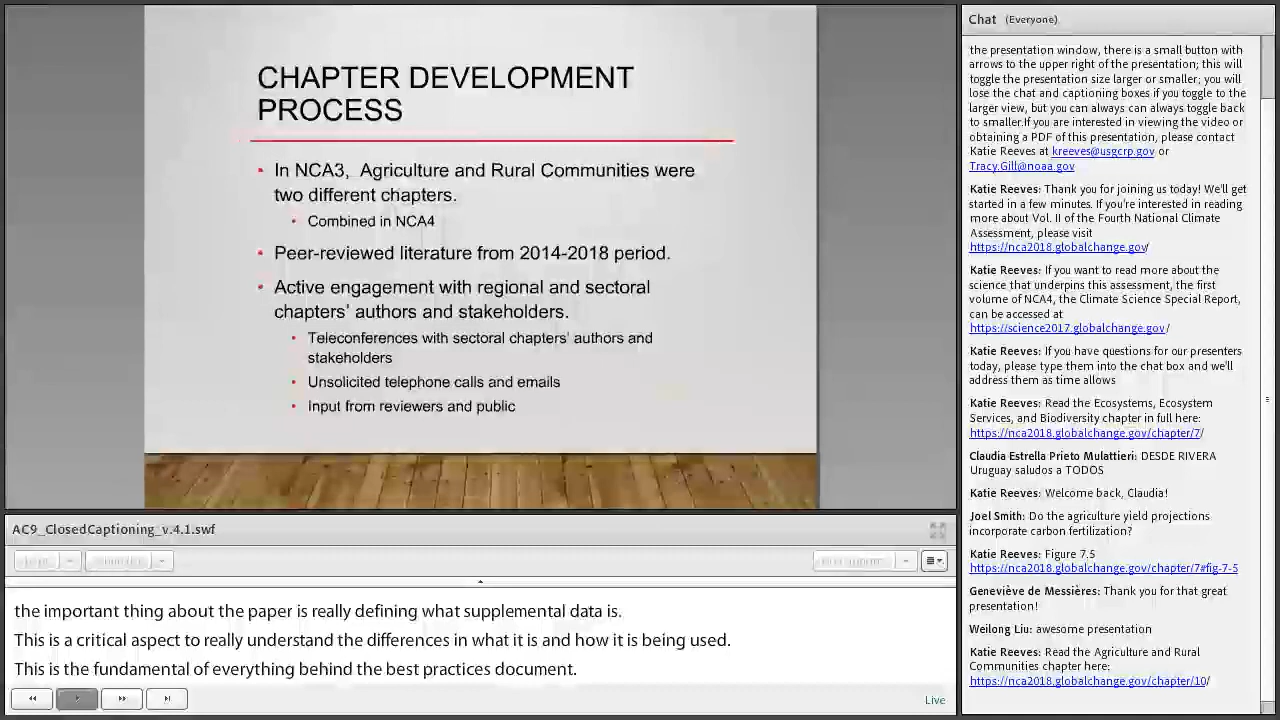 CHAPTER DEVELOPMENT
PROCESS
• In NCA3, Agriculture and Rural Communities were
two different chapters.
• Combined in NCA4
• Peer-reviewed literature from 2014-2018 period.
• Active engagement with regional and sectoral
chapters' authors and stakeholders.
• Teleconferences with sectoral chapters' authors and
stakeholders
• Unsolicited telephone calls and emails
• Input from reviewers and public
AC9_ClosedCaptioning_v.4.1.swf
the important thing about the paper is really defining what supplemental data is.
This is a critical aspect to really understand the differences in what it is and how it is being used.
This is the fundamental of everything behind the best practices document.
Live
Chat (Everyone)
the presentation window, there is a small button with
arrows to the upper right of the presentation; this will
toggle the presentation size larger or smaller; you will
lose the chat and captioning boxes if you toggle to the
larger view, but you can always can always toggle back
to smaller.If you are interested in viewing the video or
obtaining a PDF of this presentation, please contact
Katie Reeves at kreeves@usgcrp.gov or
Tracy.Gill@noaa.gov
Katie Reeves: Thank you for joining us today! We'll get
started in a few minutes. If you're interested in reading
more about Vol. II of the Fourth National Climate
Assessment, please visit
https://nca2018.globalchange.gov/
Katie Reeves: If you want to read more about the
science that underpins this assessment, the first
volume of NCA4, the Climate Science Special Report,
can be accessed at
https://science2017.globalchange.gov/
Katie Reeves: If you have questions for our presenters
today, please type them into the chat box and we'll
address them as time allows
Katie Reeves: Read the Ecosystems, Ecosystem
Services, and Biodiversity chapter in full here:
https://nca2018.globalchange.gov/chapter/7/
Claudia Estrella Prieto Mulattieri: DESDE RIVERA
Uruguay saludos a TODOS
Katie Reeves: Welcome back, Claudia!
Joel Smith: Do the agriculture yield projections
incorporate carbon fertilization?
Katie Reeves: Figure 7.5
https://nca2018.globalchange.gov/chapter/7#fig-7-5
Geneviève de Messières: Thank you for that great
presentation!
Weilong Liu: awesome presentation
Katie Reeves: Read the Agriculture and Rural
Communities chapter here:
https://nca2018.globalchange.gov/chapter/10/